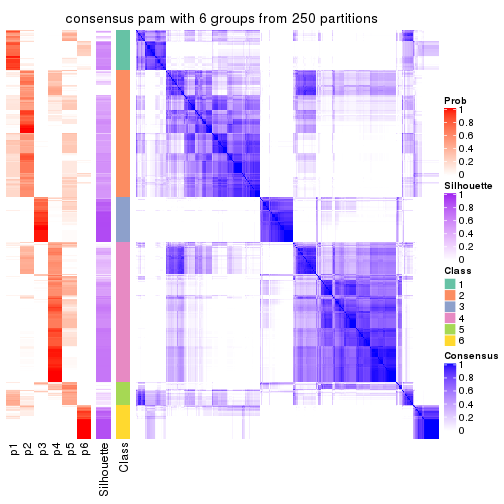 consensus pam with 6 groups from 250 partitions
Prob
1
0.8
0.6
0.4
0.2
0
Silhouette
1
0.8
0.6
0.4
0.2
0
Class
1
2
3
4
5
6
Consensus
1
0.8
0.6
0.4
0.2
0
p1
p2
p3
p4
p5
p6
Silhouette
Class